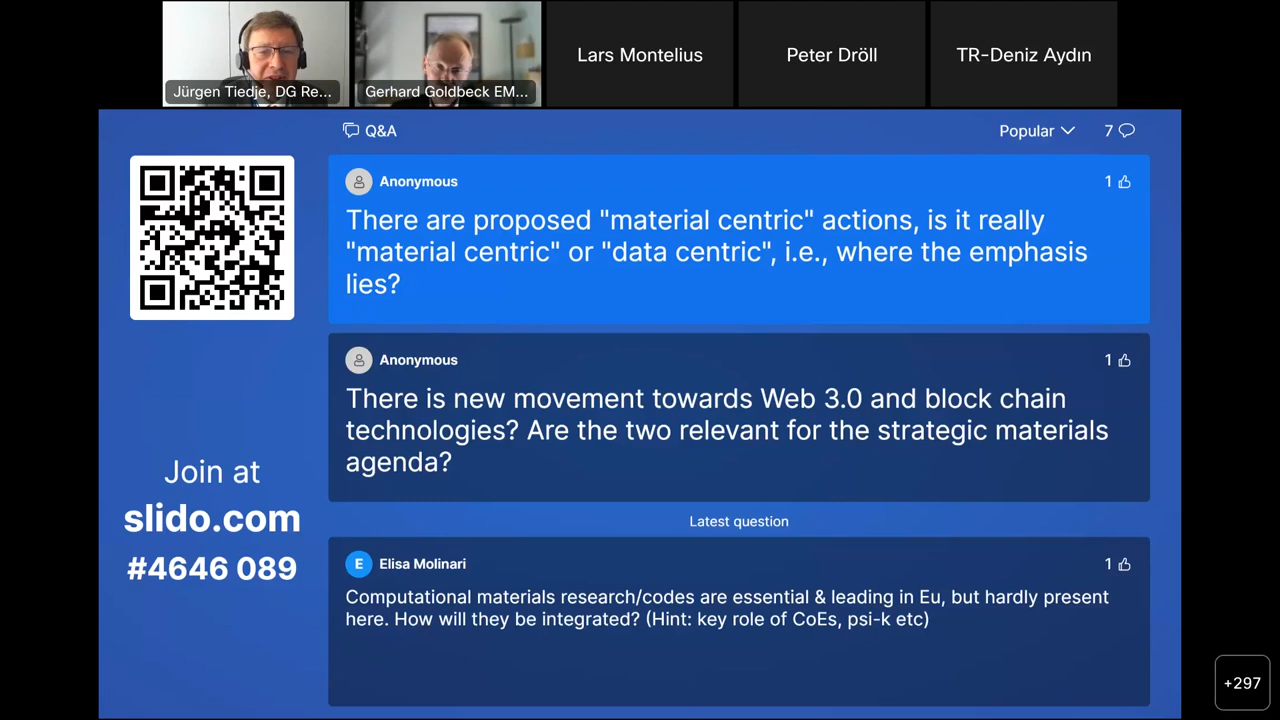 Jürgen Tiedje, DG Re...
Gerhard Goldbeck EM...
Lars Montelius
Peter Dröll
TR-Deniz Aydın
Q&A
Popular
7
Anonymous
1
There are proposed "material centric" actions, is it really
"material centric" or "data centric", i.e., where the emphasis
lies?
Anonymous
1
There is new movement towards Web 3.0 and block chain
technologies? Are the two relevant for the strategic materials
agenda?
Join at
slido.com
#4646 089
Latest question
E
Elisa Molinari
1
Computational materials research/codes are essential & leading in Eu, but hardly present
here. How will they be integrated? (Hint: key role of CoEs, psi-k etc)
+297